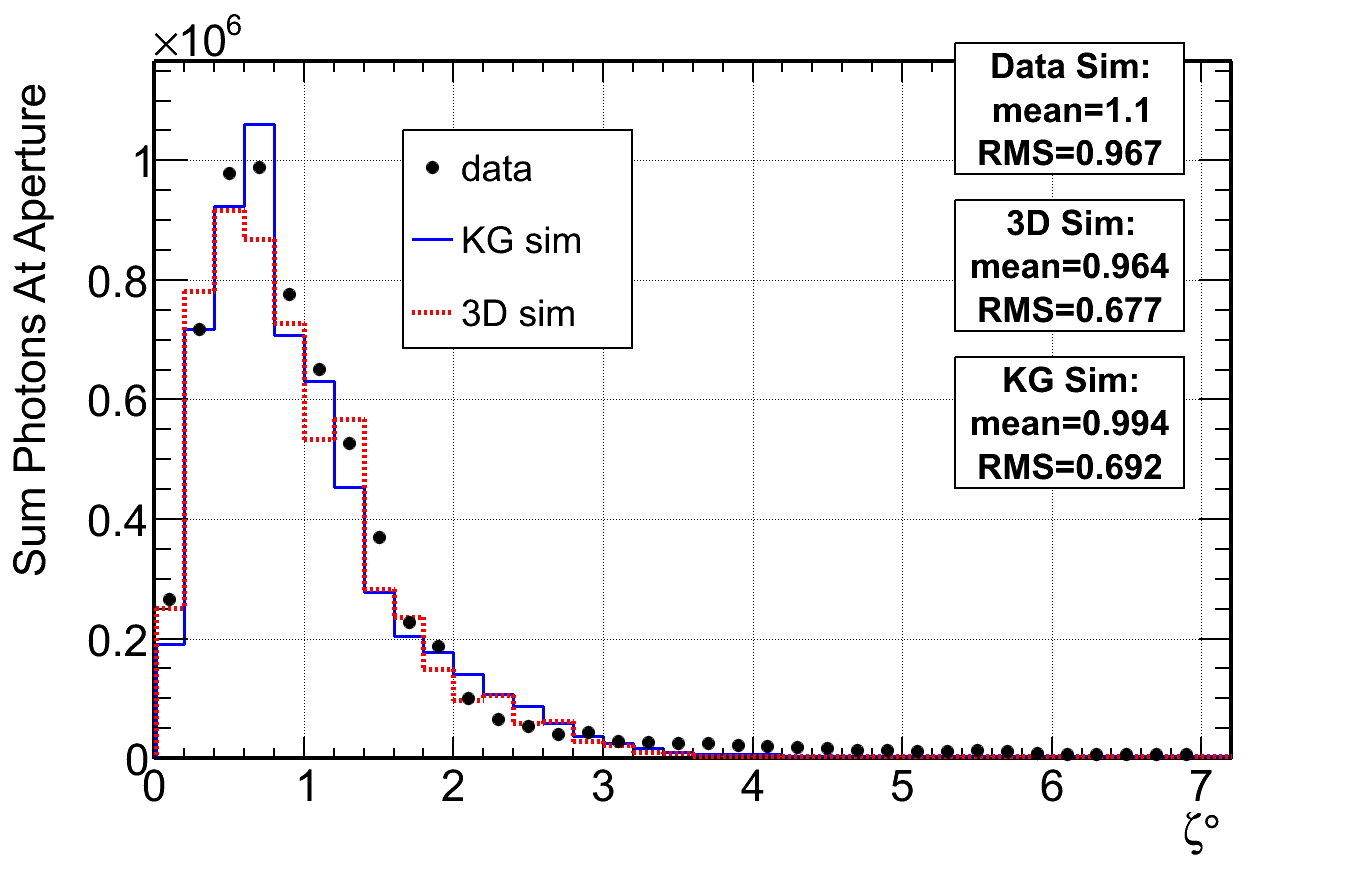 ×10⁶
Sum Photons At Aperture
1
0.8
0.6
0.4
0.2
0
0 1 2 3 4 5 6 7
ζ°
data
KG sim
3D sim
Data Sim:
mean=1.1
RMS=0.967
3D Sim:
mean=0.964
RMS=0.677
KG Sim:
mean=0.994
RMS=0.692